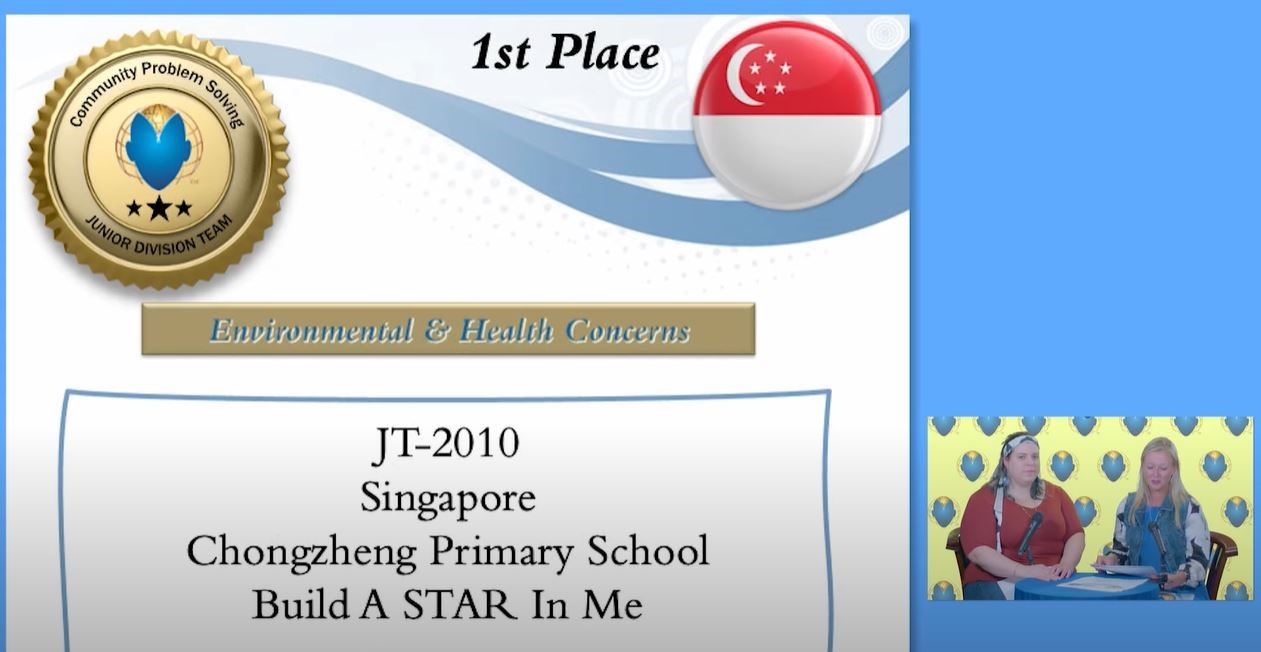 1st Place
Community Problem Solving
JUNIOR DIVISION TEAM
Environmental & Health Concerns
JT-2010
Singapore
Chongzheng Primary School
Build A STAR In Me